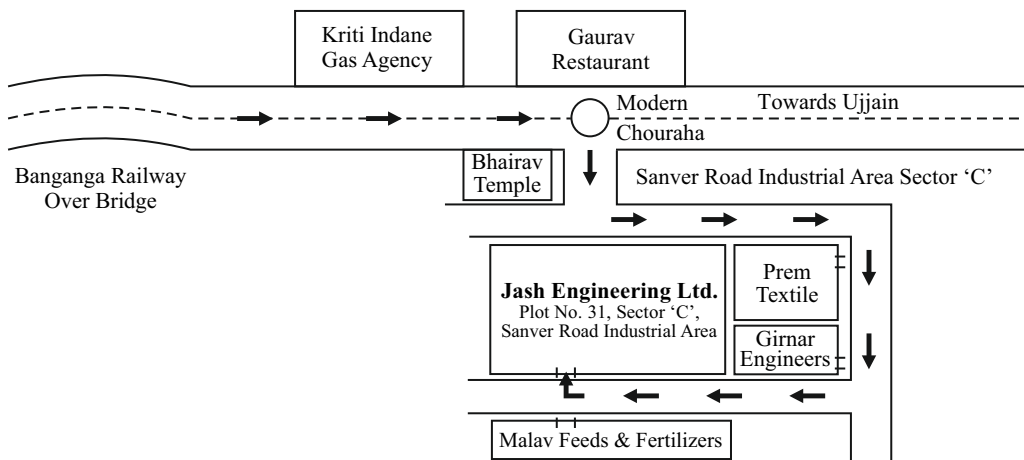 Kriti Indane
Gas Agency
Gaurav
Restaurant
Modern
Chouraha
Towards Ujjain
Banganga Railway
Over Bridge
Bhairav
Temple
Sanver Road Industrial Area Sector ‘C’
Jash Engineering Ltd.
Plot No. 31, Sector ‘C’,
Sanver Road Industrial Area
Prem
Textile
Girnar
Engineers
Malav Feeds & Fertilizers